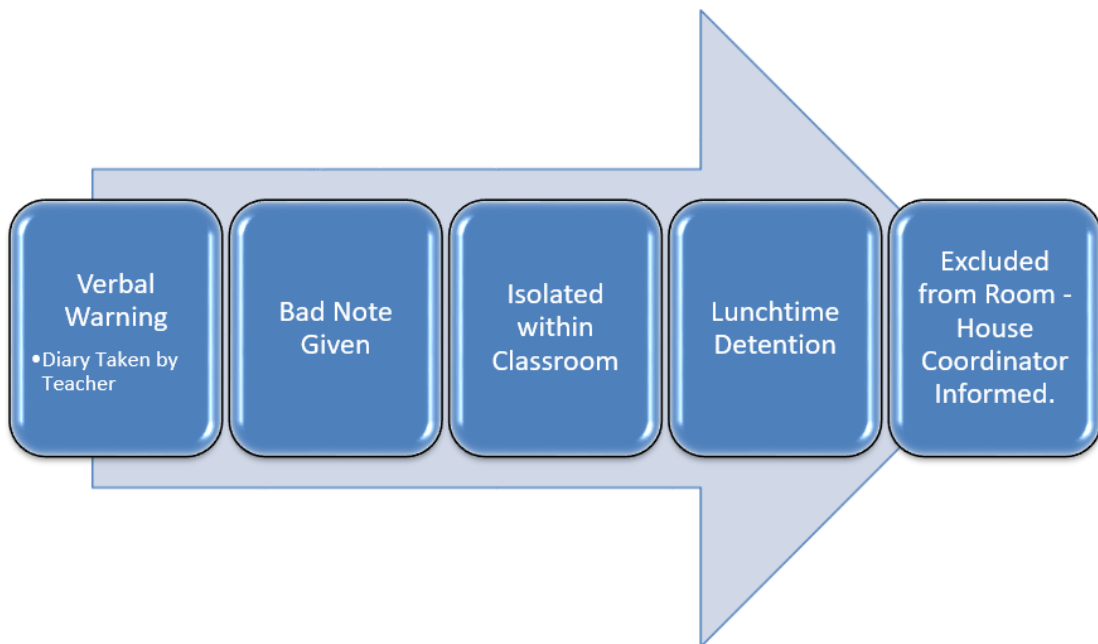 Verbal
Warning
•Diary Taken by
Teacher
Bad Note
Given
Isolated
within
Classroom
Lunchtime
Detention
Excluded
from Room -
House
Coordinator
Informed.